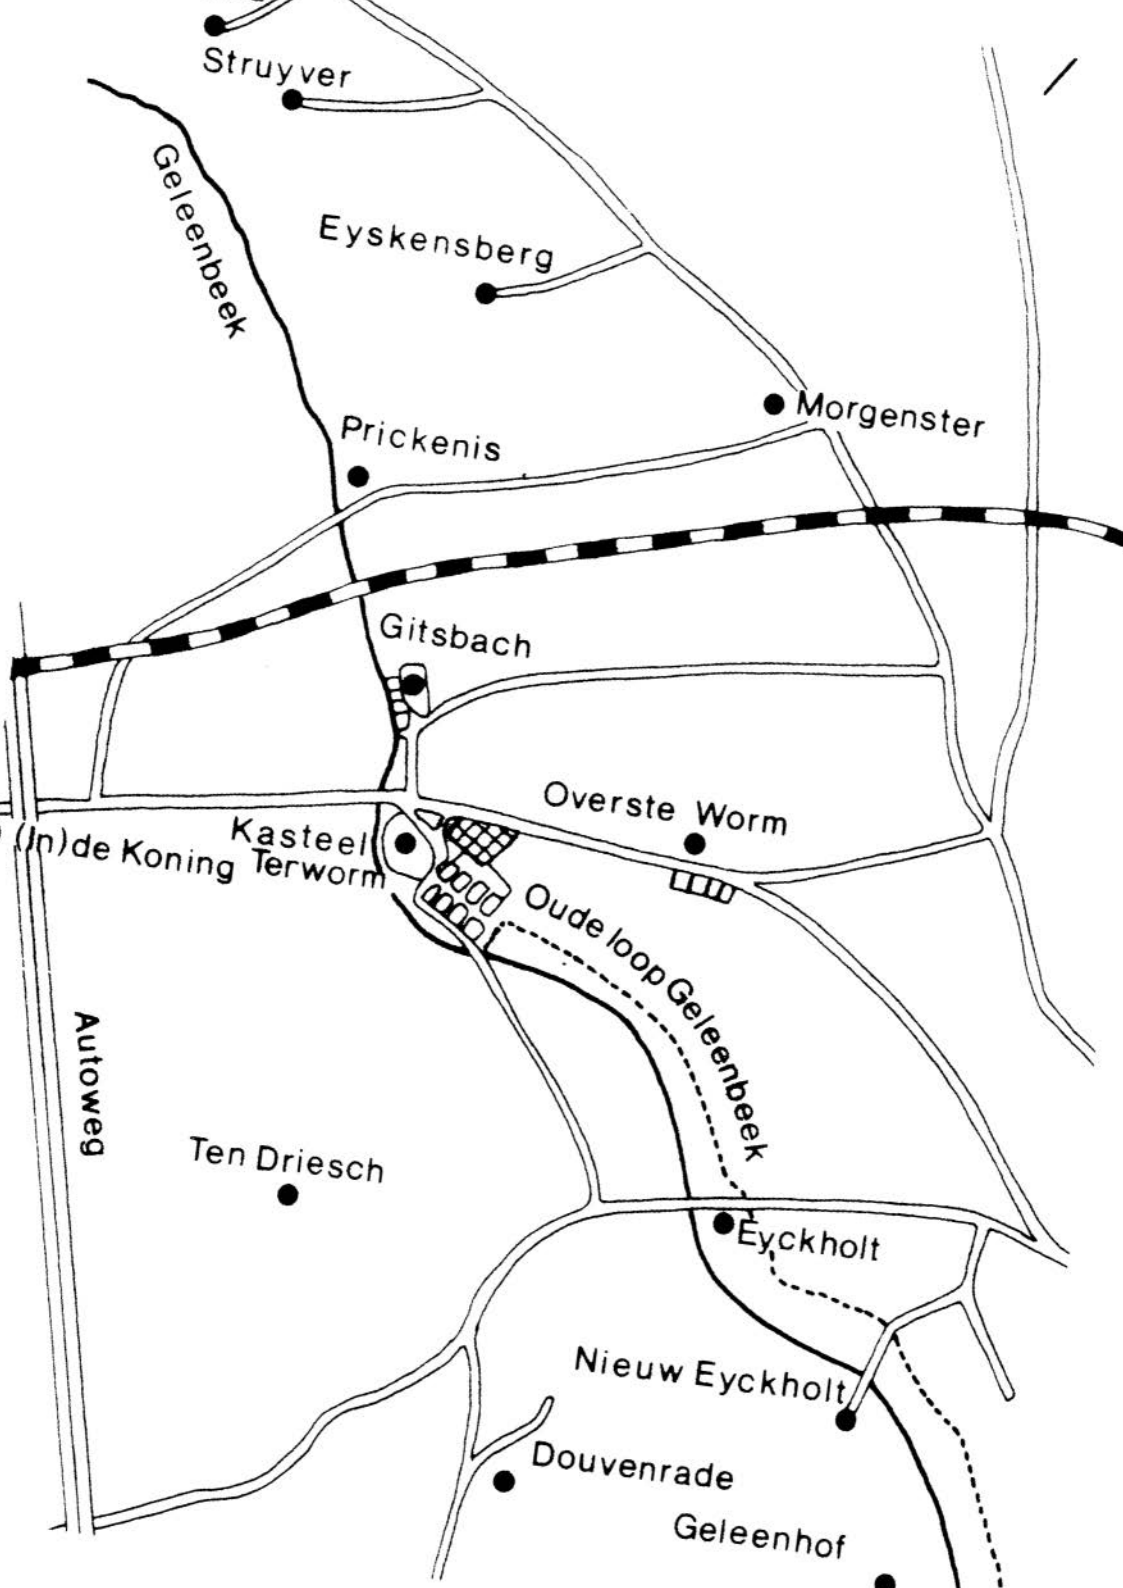 Struyver
Geleenbeek
Eyskensberg
Morgenster
Prickenis
Gitsbach
Overste Worm
(In)de Koning
Kasteel
Terworm
Oude loop Geleenbeek
Autoweg
Ten Driesch
Eyckholt
Nieuw Eyckholt
Douvenrade
Geleenhof